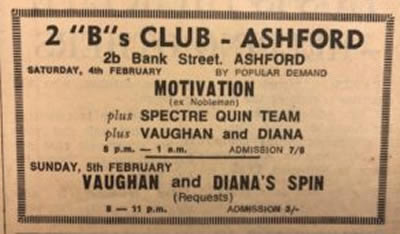 2 "B"s CLUB - ASHFORD
2b Bank Street. ASHFORD
SATURDAY, 4th FEBRUARY BY POPULAR DEMAND
MOTIVATION
(ex Nobleman)
plus SPECTRE QUIN TEAM
plus VAUGHAN and DIANA
8 p.m. — 1 a.m. ADMISSION 7/6
SUNDAY, 5th FEBRUARY
VAUGHAN and DIANA'S SPIN
(Requests)
8 — 11 p.m. ADMISSION 3/-